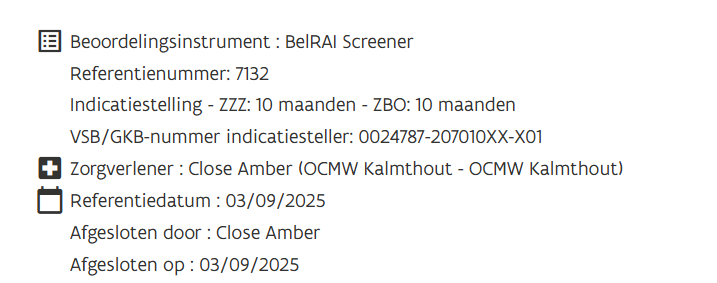 Beoordelingsinstrument : BelRAI Screener
Referentienummer: 7132
Indicatiestelling - ZZZ: 10 maanden - ZBO: 10 maanden
VSB/GKB-nummer indicatiesteller: 0024787-207010XX-X01
Zorgverlener : Close Amber (OCMW Kalmthout - OCMW Kalmthout)
Referentiedatum : 03/09/2025
Afgesloten door : Close Amber
Afgesloten op : 03/09/2025